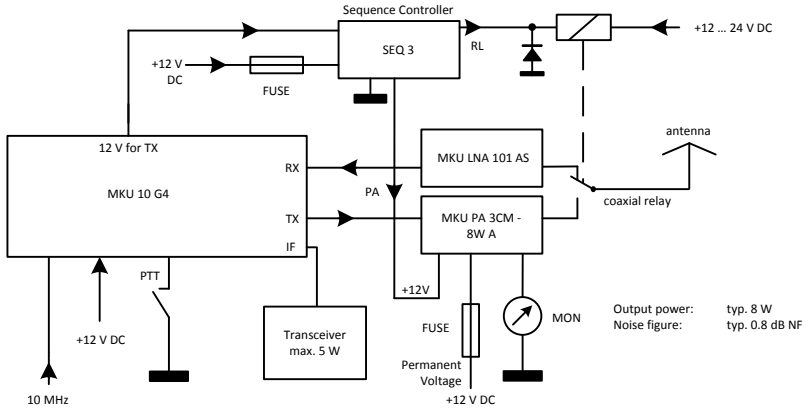 Sequence Controller
SEQ 3
RL
+12 ... 24 V DC
+12 V
DC
FUSE
12 V for TX
MKU 10 G4
RX
TX
IF
PA
MKU LNA 101 AS
antenna
coaxial relay
MKU PA 3CM -
8W A
PTT
+12V
+12 V DC
Transceiver
max. 5 W
FUSE
MON
Output power: typ. 8 W
Noise figure: typ. 0.8 dB NF
Permanent
Voltage
10 MHz
+12 V DC